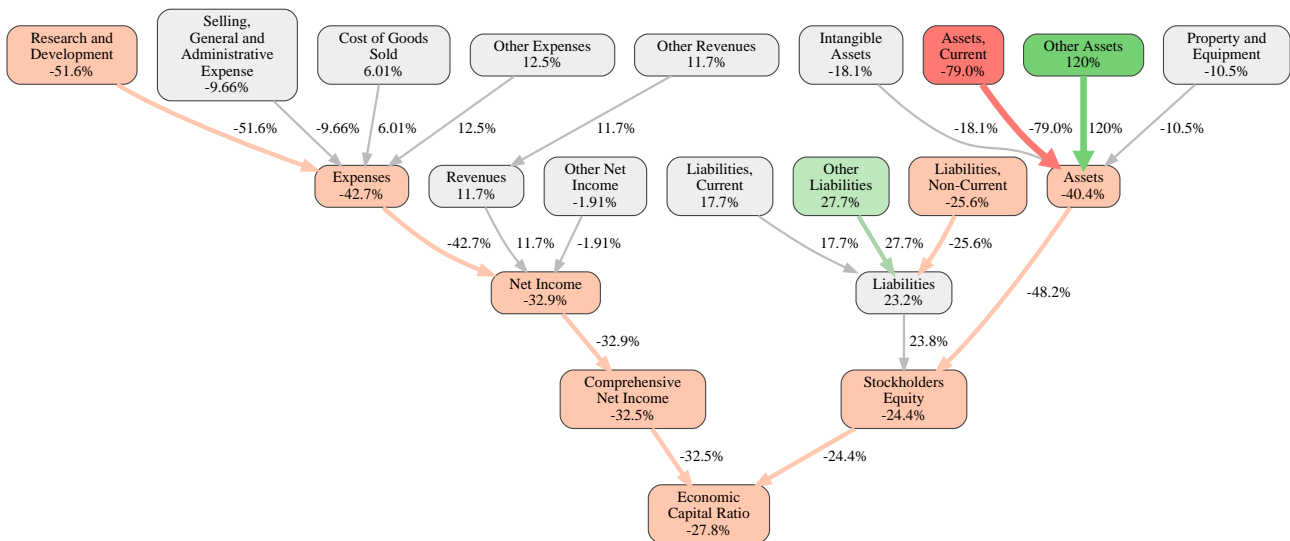 Research and
Development
-51.6%
Selling,
General and
Administrative
Expense
-9.66%
Cost of Goods
Sold
6.01%
Other Expenses
12.5%
Other Revenues
11.7%
Intangible
Assets
-18.1%
Assets,
Current
-79.0%
Other Assets
120%
Property and
Equipment
-10.5%
-51.6%
-9.66%
6.01%
12.5%
11.7%
-18.1%
-79.0%
120%
-10.5%
Expenses
-42.7%
Revenues
11.7%
Other Net
Income
-1.91%
Liabilities,
Current
17.7%
Other
Liabilities
27.7%
Liabilities,
Non-Current
-25.6%
Assets
-40.4%
-42.7%
11.7%
-1.91%
17.7%
27.7%
-25.6%
-48.2%
Net Income
-32.9%
Liabilities
23.2%
-32.9%
23.8%
Comprehensive
Net Income
-32.5%
Stockholders
Equity
-24.4%
-32.5%
-24.4%
Economic
Capital Ratio
-27.8%